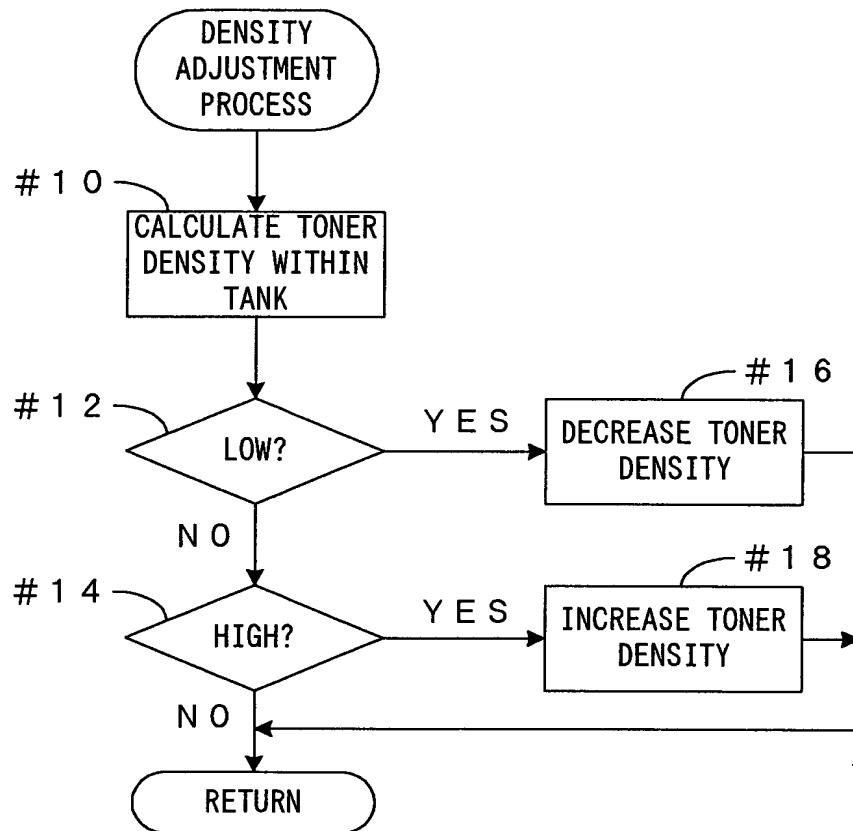 DENSITY
ADJUSTMENT
PROCESS
#10
CALCULATE TONER
DENSITY WITHIN
TANK
#12
LOW?
YES
#16
DECREASE TONER
DENSITY
NO
#14
HIGH?
YES
#18
INCREASE TONER
DENSITY
NO
RETURN